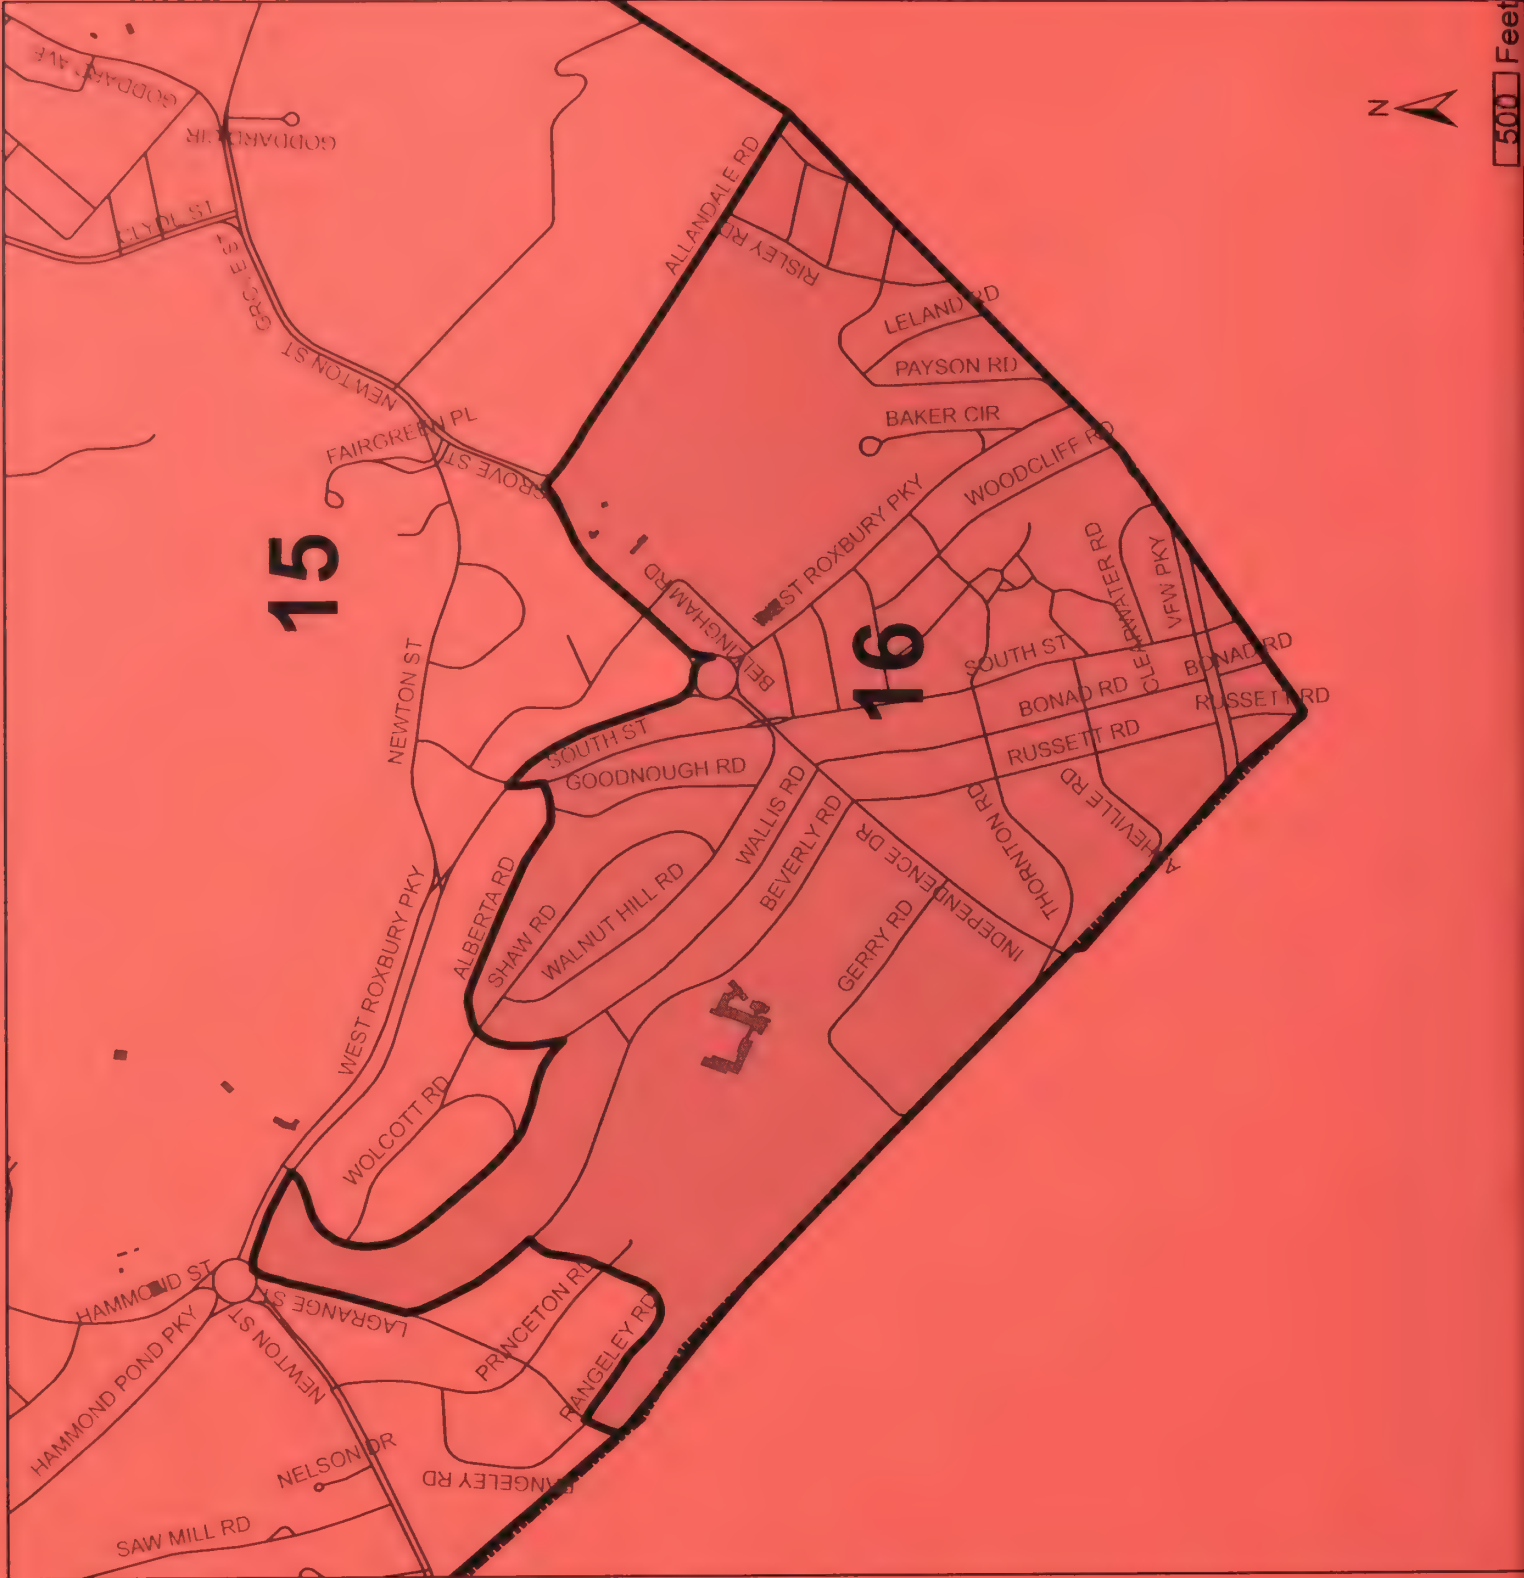 GODDARD AVE
GODDARD CIR
CLYDE ST
GROVE ST
NEWTON ST
ALLANDALE RD
RISLEY RD
LELAND RD
PAYSON RD
BAKER CIR
FAIRGREEN PL
GROVE ST
WOODCLIFF RD
WEST ROXBURY PKY
15
BELLINGHAM RD
CLEARWATER RD
VFW PKY
16
NEWTON ST
SOUTH ST
SOUTH ST
BONAD RD
BONAD RD
GOODNOUGH RD
RUSSETT RD
RUSSETT RD
WALLIS RD
BEVERLY RD
INDEPENDENCE DR
THORNTON RD
ASHEVILLE RD
WEST ROXBURY PKY
ALBERTA RD
SHAW RD
WALNUT HILL RD
GERRY RD
WOLCOTT RD
HAMMOND ST
HAMMOND POND PKY
NEWTON ST
LAGRANGE ST
PRINCETON RD
RANGELEY RD
RANGELEY RD
NELSON DR
SAW MILL RD
N
500 Feet